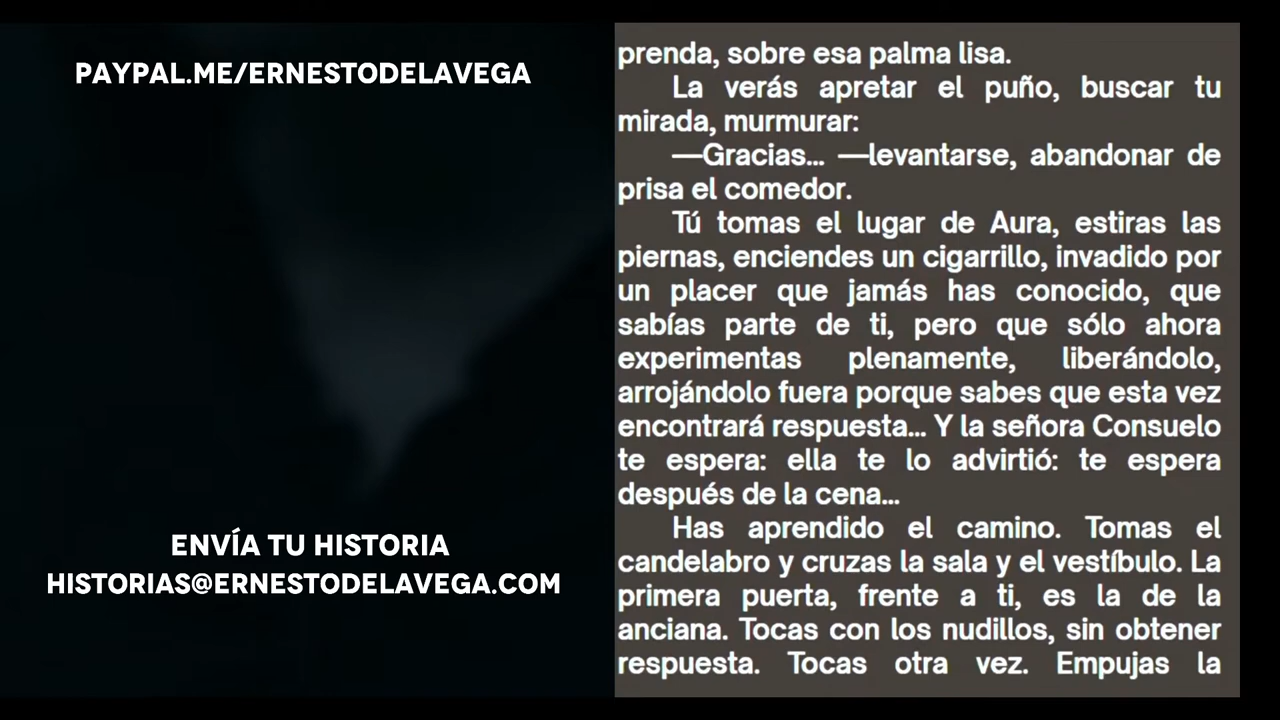 PAYPAL.ME/ERNESTODELAVEGA
ENVÍA TU HISTORIA
HISTORIAS@ERNESTODELAVEGA.COM
prenda, sobre esa palma lisa.
La verás apretar el puño, buscar tu
mirada, murmurar:
—Gracias... —levantarse, abandonar de
prisa el comedor.
Tú tomas el lugar de Aura, estiras las
piernas, enciendes un cigarrillo, invadido por
un placer que jamás has conocido, que
sabías parte de ti, pero que sólo ahora
experimentas plenamente, liberándolo,
arrojándolo fuera porque sabes que esta vez
encontrará respuesta... Y la señora Consuelo
te espera: ella te lo advirtió: te espera
después de la cena...
Has aprendido el camino. Tomas el
candelabro y cruzas la sala y el vestíbulo. La
primera puerta, frente a ti, es la de la
anciana. Tocas con los nudillos, sin obtener
respuesta. Tocas otra vez. Empujas la